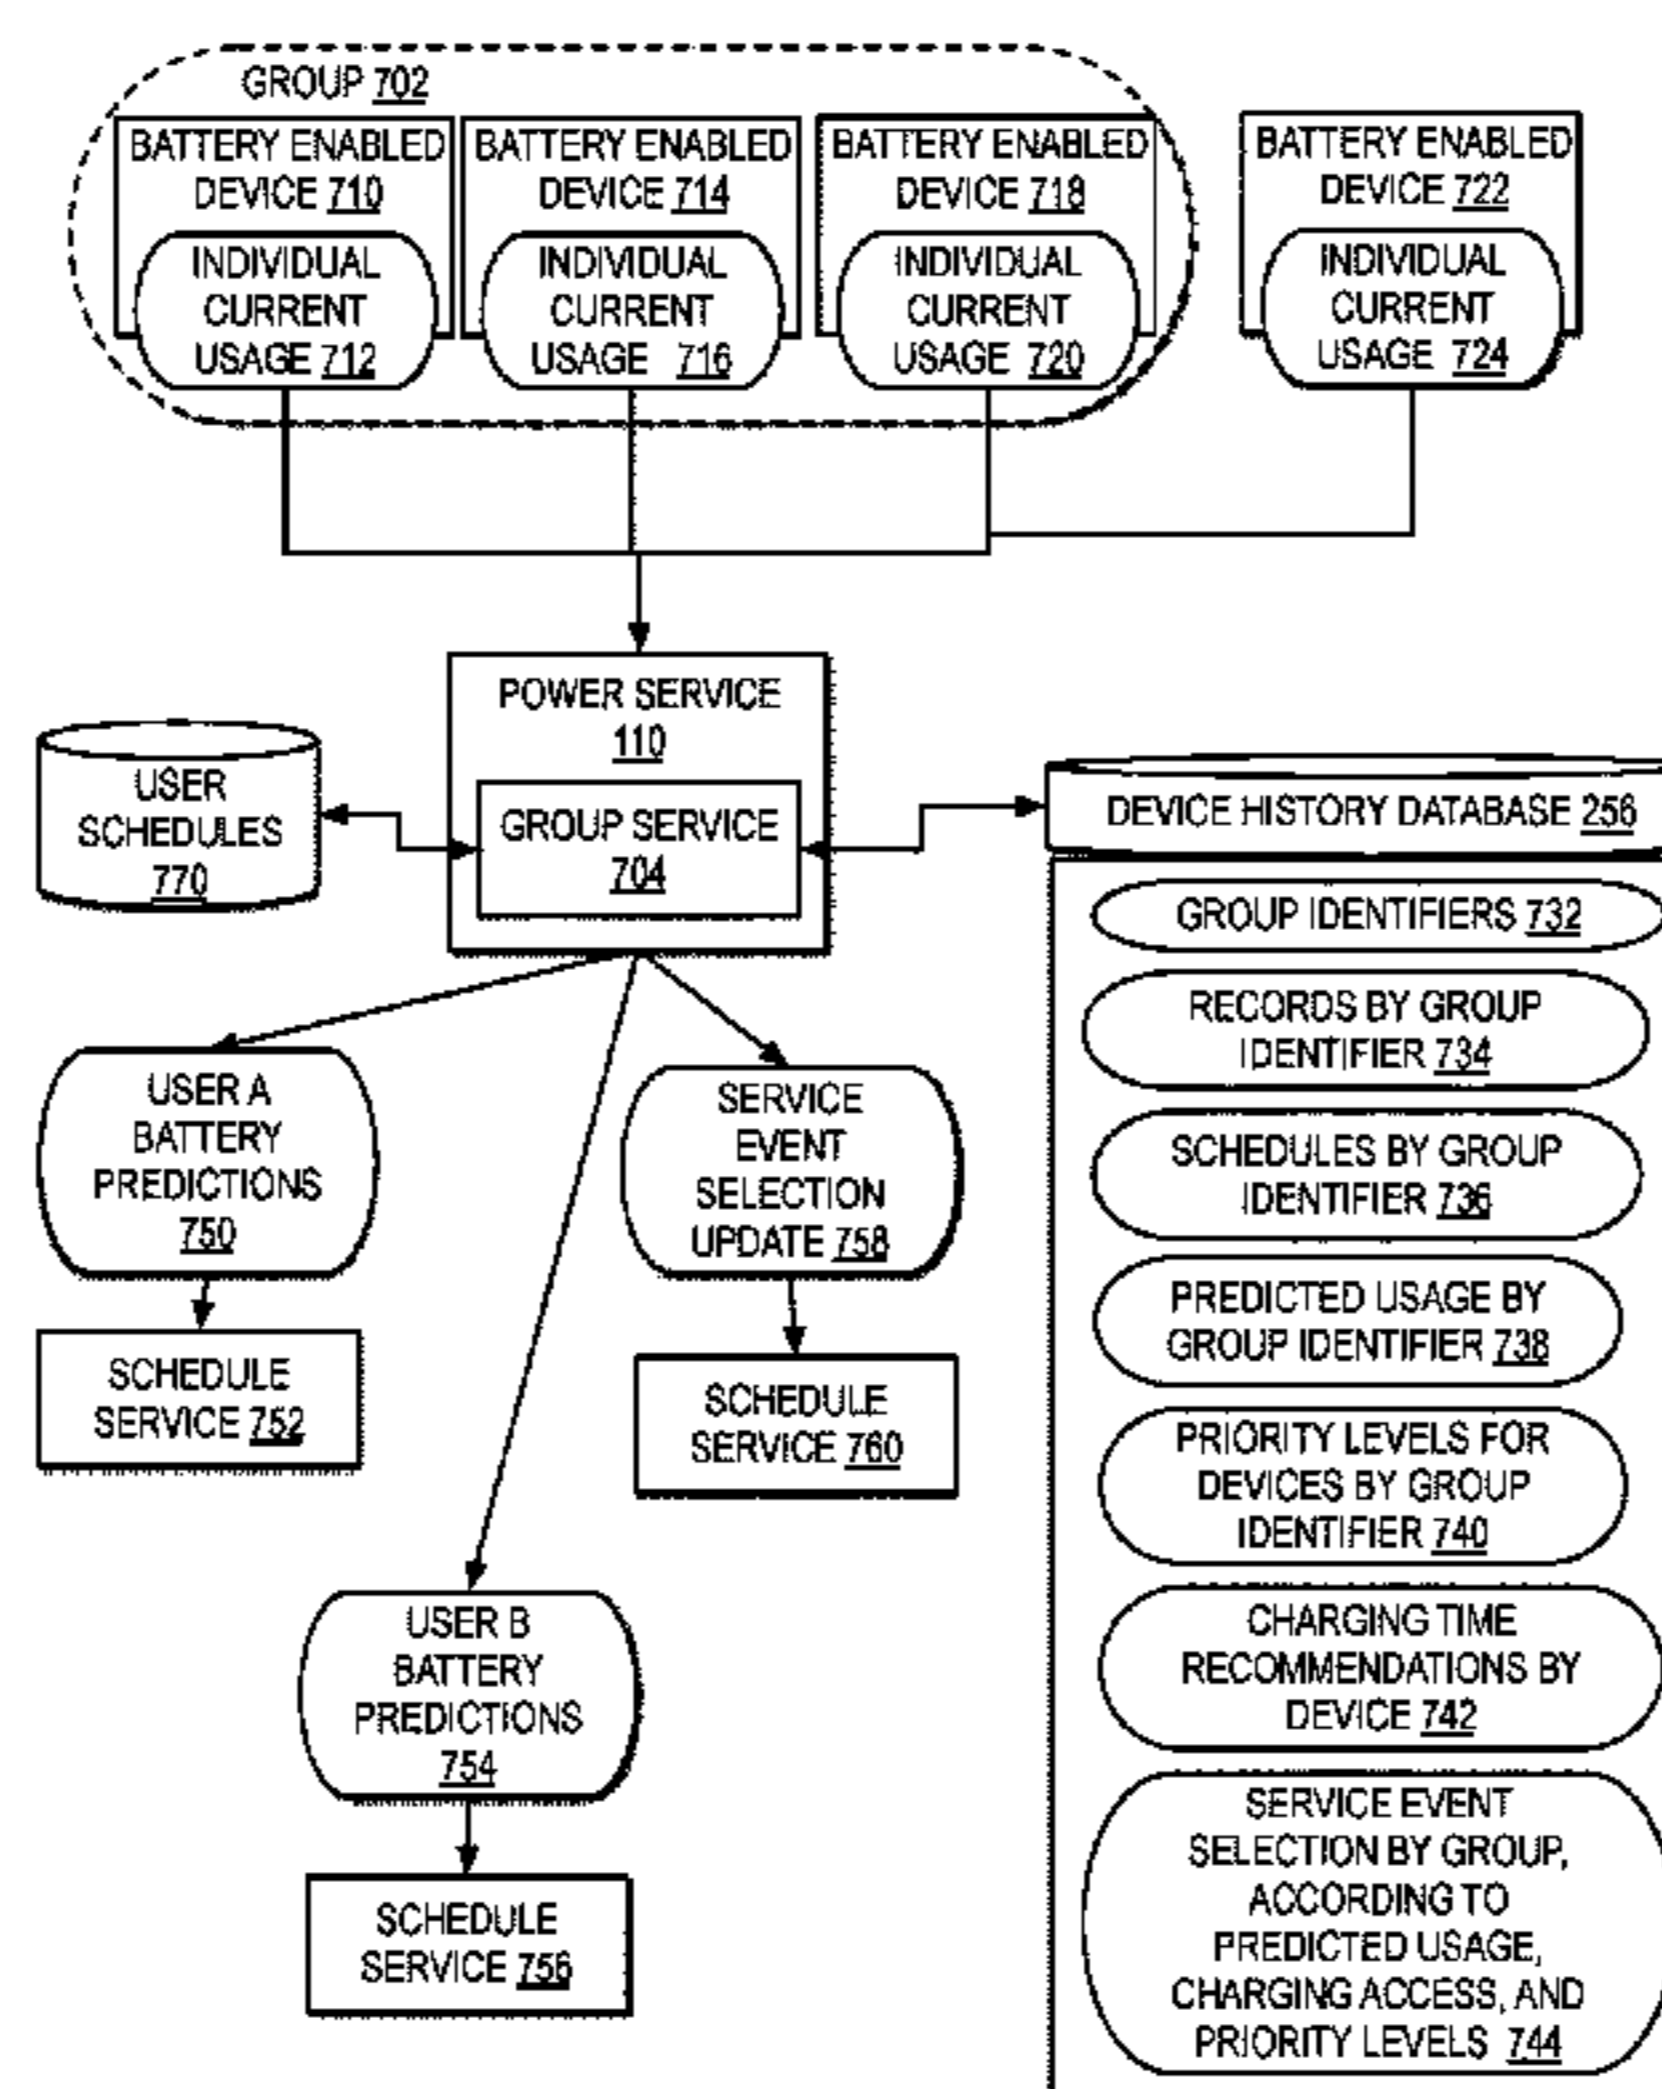 GROUP 702
BATTERY ENABLED
DEVICE 710
INDIVIDUAL
CURRENT
USAGE 712
BATTERY ENABLED
DEVICE 714
INDIVIDUAL
CURRENT
USAGE 716
BATTERY ENABLED
DEVICE 718
INDIVIDUAL
CURRENT
USAGE 720
BATTERY ENABLED
DEVICE 722
INDIVIDUAL
CURRENT
USAGE 724
POWER SERVICE
110
GROUP SERVICE
704
USER
SCHEDULES
770
DEVICE HISTORY DATABASE 256
GROUP IDENTIFIERS 732
RECORDS BY GROUP
IDENTIFIER 734
SCHEDULES BY GROUP
IDENTIFIER 736
PREDICTED USAGE BY
GROUP IDENTIFIER 738
PRIORITY LEVELS FOR
DEVICES BY GROUP
IDENTIFIER 740
CHARGING TIME
RECOMMENDATIONS BY
DEVICE 742
SERVICE EVENT
SELECTION BY GROUP,
ACCORDING TO
PREDICTED USAGE,
CHARGING ACCESS, AND
PRIORITY LEVELS 744
USER A
BATTERY
PREDICTIONS
750
SCHEDULE
SERVICE 752
SERVICE
EVENT
SELECTION
UPDATE 758
SCHEDULE
SERVICE 760
USER B
BATTERY
PREDICTIONS
754
SCHEDULE
SERVICE 756